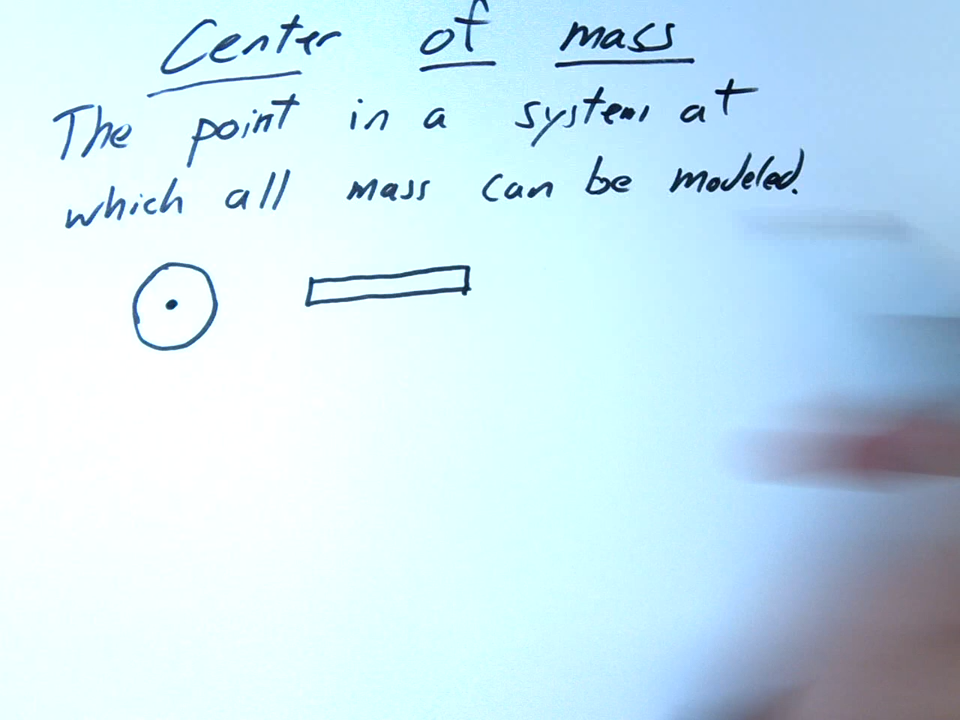 Center of mass
The point in a system at
which all mass can be modeled.